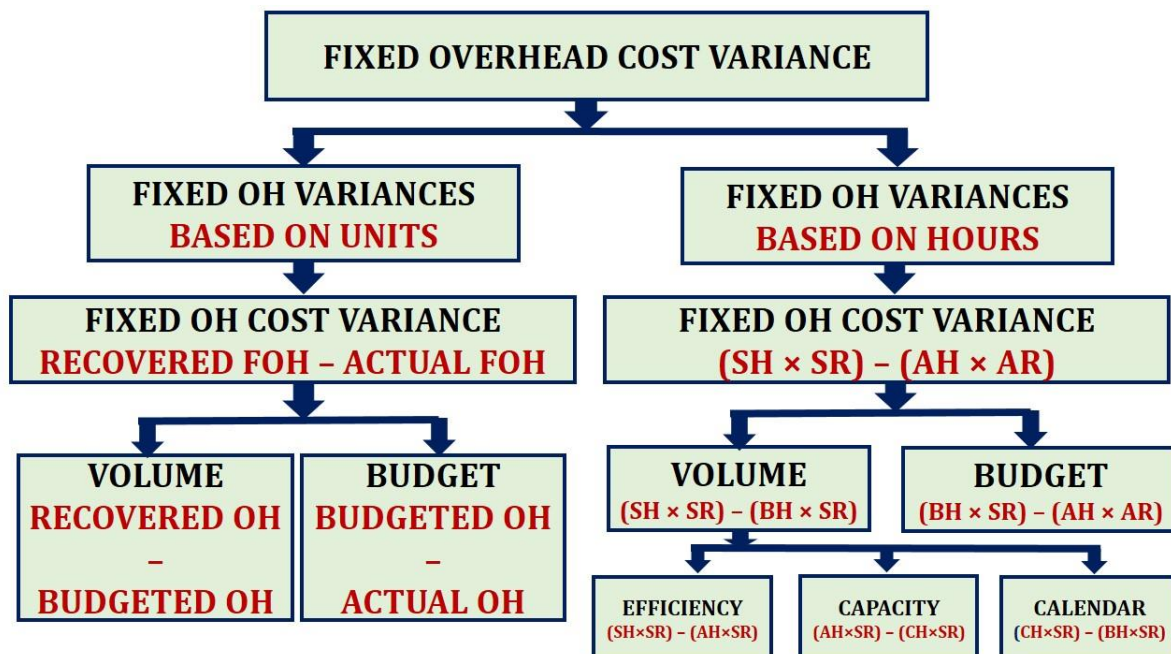 FIXED OVERHEAD COST VARIANCE
FIXED OH VARIANCES
BASED ON UNITS
FIXED OH VARIANCES
BASED ON HOURS
FIXED OH COST VARIANCE
RECOVERED FOH – ACTUAL FOH
FIXED OH COST VARIANCE
(SH × SR) – (AH × AR)
VOLUME
RECOVERED OH
–
BUDGETED OH
BUDGET
BUDGETED OH
–
ACTUAL OH
VOLUME
(SH × SR) – (BH × SR)
BUDGET
(BH × SR) – (AH × AR)
EFFICIENCY
(SH×SR) – (AH×SR)
CAPACITY
(AH×SR) – (CH×SR)
CALENDAR
(CH×SR) – (BH×SR)